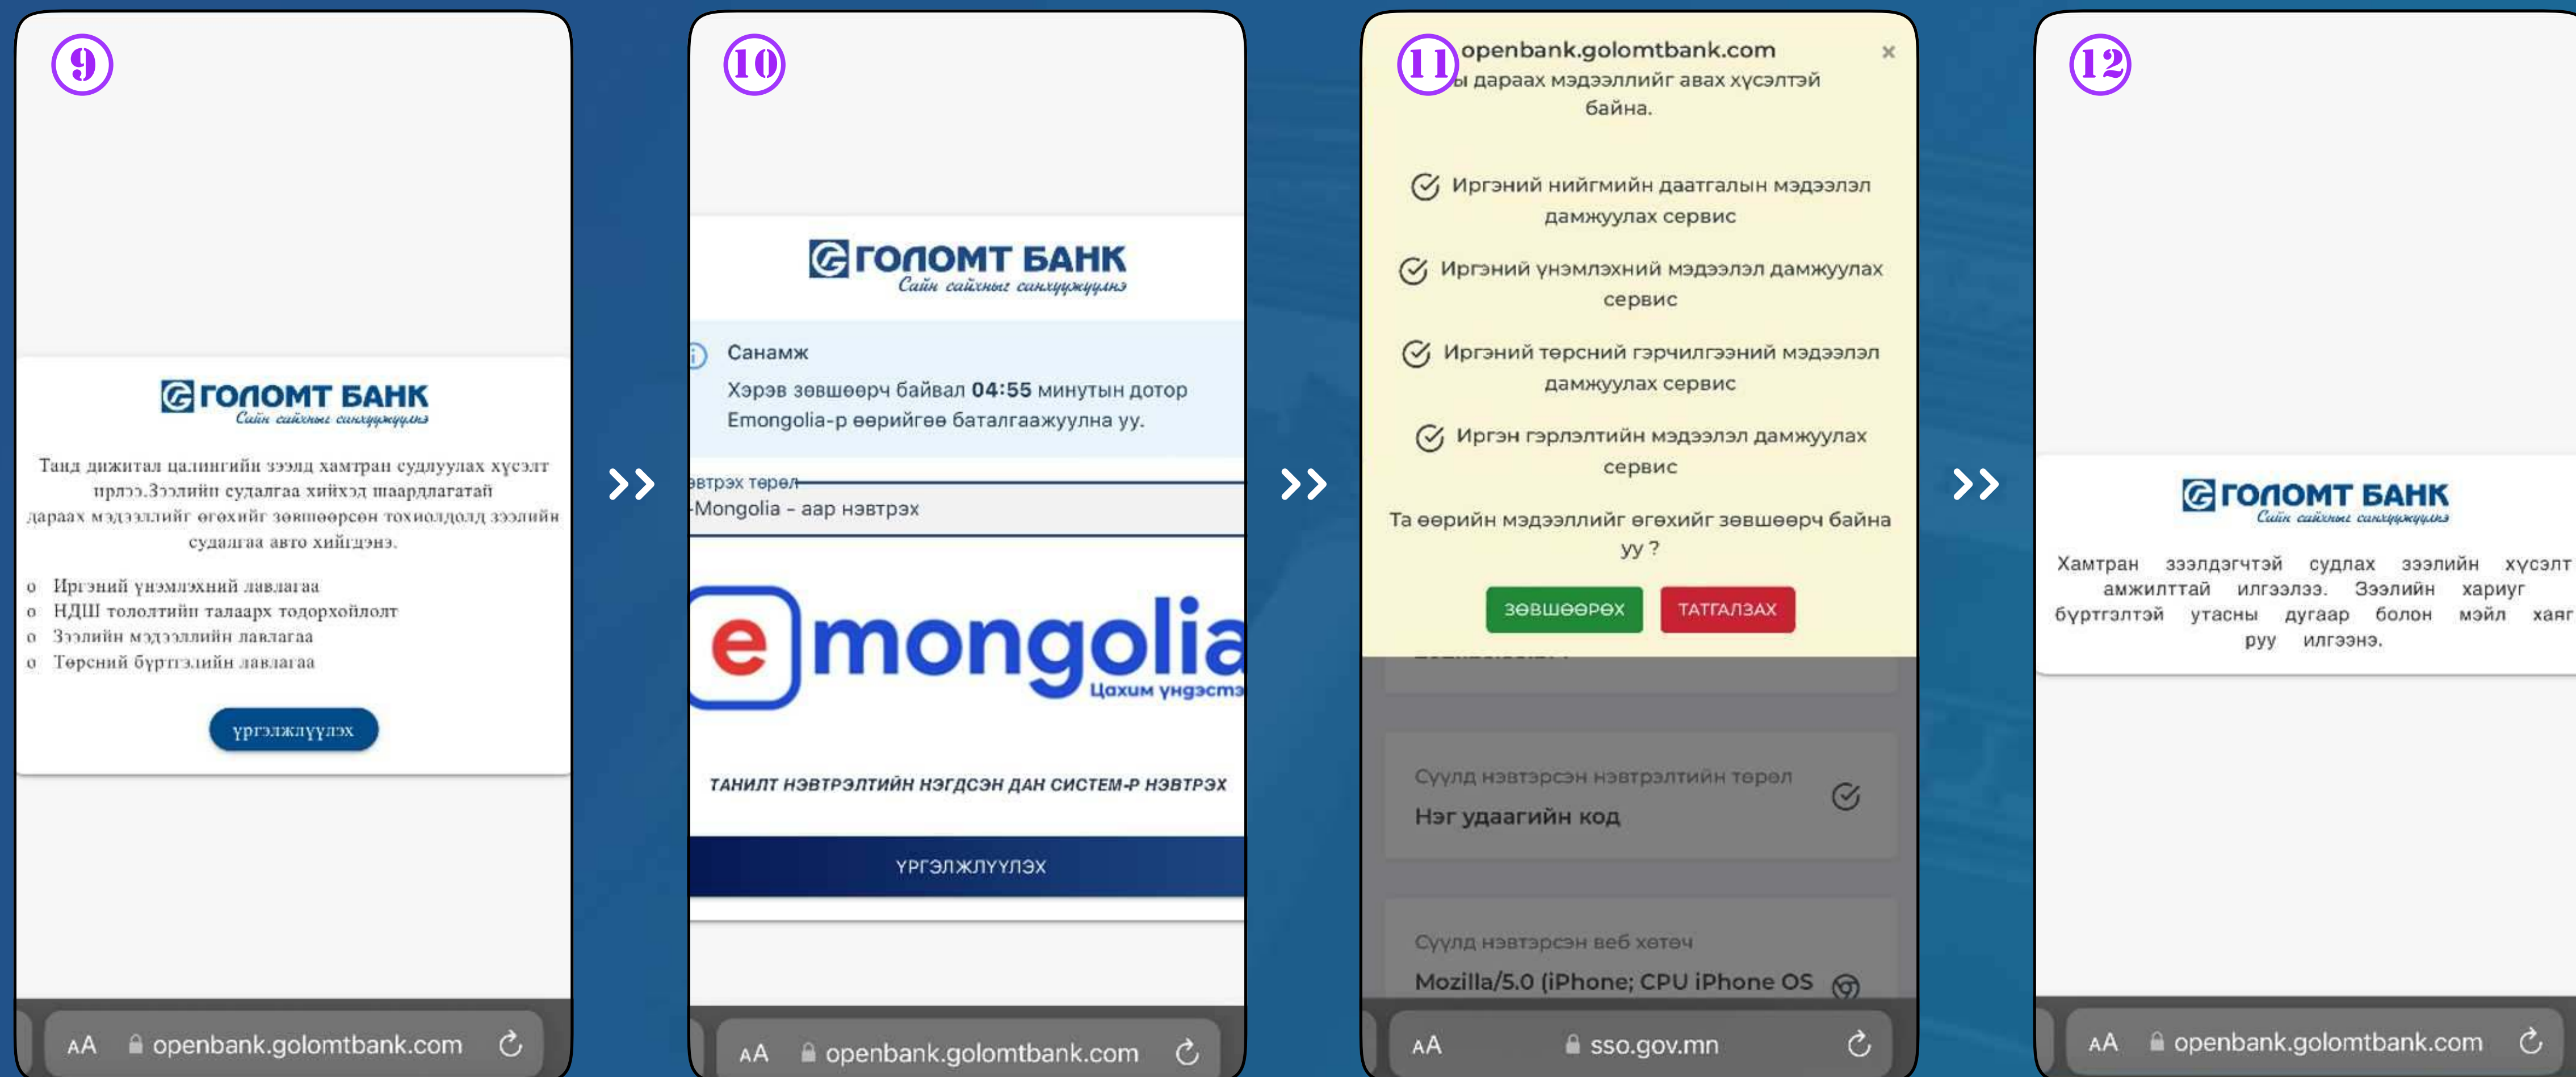 9
ГОЛОМТ БАНК
Сайн сайхныг санхүүжүүлнэ
Танд дижитал цалингийн зээлд хамтран судлуулах хүсэлт
ирлээ.Зээлийн судалгаа хийхэд шаардлагатай
дараах мэдээллийг өгөхийг зөвшөөрсөн тохиолдолд зээлийн
судалгаа авто хийгдэнэ.
o Иргэний үнэмлэхний лавлагаа
o НДШ төлөлтийн талаарх тодорхойлолт
o Зээлийн мэдээллийн лавлагаа
o Төрсний бүртгэлийн лавлагаа
үргэлжлүүлэх
AA openbank.golomtbank.com
10
ГОЛОМТ БАНК
Сайн сайхныг санхүүжүүлнэ
Санамж
Хэрэв зөвшөөрч байвал 04:55 минутын дотор
Emongolia-р өөрийгөө баталгаажуулна уу.
эвтрэх төрөл
-Mongolia - аар нэвтрэх
e mongolia
Цахим үндэстэ
ТАНИЛТ НЭВТРЭЛТИЙН НЭГДСЭН ДАН СИСТЕМ-Р НЭВТРЭХ
ҮРГЭЛЖЛҮҮЛЭХ
AA openbank.golomtbank.com
11
openbank.golomtbank.com ×
ы дараах мэдээллийг авах хүсэлтэй
байна.
Иргэний нийгмийн даатгалын мэдээлэл
дамжуулах сервис
Иргэний үнэмлэхний мэдээлэл дамжуулах
сервис
Иргэний төрсний гэрчилгээний мэдээлэл
дамжуулах сервис
Иргэн гэрлэлтийн мэдээлэл дамжуулах
сервис
Та өөрийн мэдээллийг өгөхийг зөвшөөрч байна
уу ?
ЗӨВШӨӨРӨХ ТАТГАЛЗАХ
Сүүлд нэвтэрсэн нэвтрэлтийн төрөл
Нэг удаагийн код
Сүүлд нэвтэрсэн веб хөтөч
Mozilla/5.0 (iPhone; CPU iPhone OS
AA sso.gov.mn
12
ГОЛОМТ БАНК
Сайн сайхныг санхүүжүүлнэ
Хамтран зээлдэгчтэй судлах зээлийн хүсэлт
амжилттай илгээлээ. Зээлийн хариуг
бүртгэлтэй утасны дугаар болон мэйл хаяг
руу илгээнэ.
AA openbank.golomtbank.com